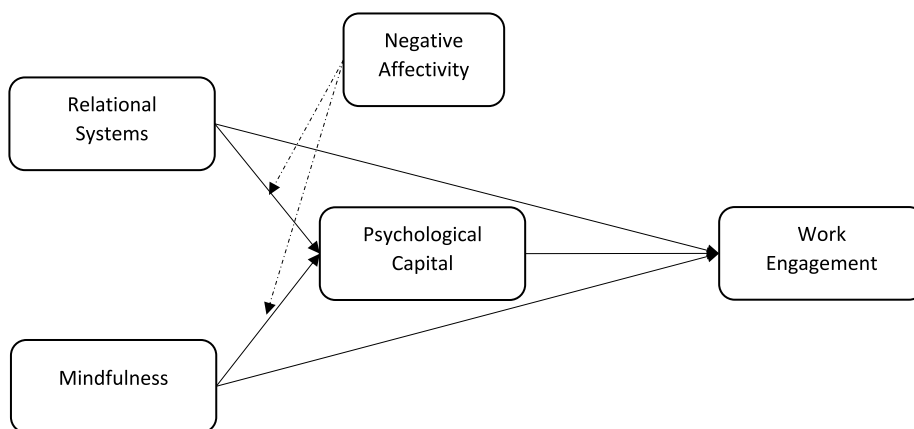 Negative
Affectivity
Relational
Systems
Psychological
Capital
Work
Engagement
Mindfulness